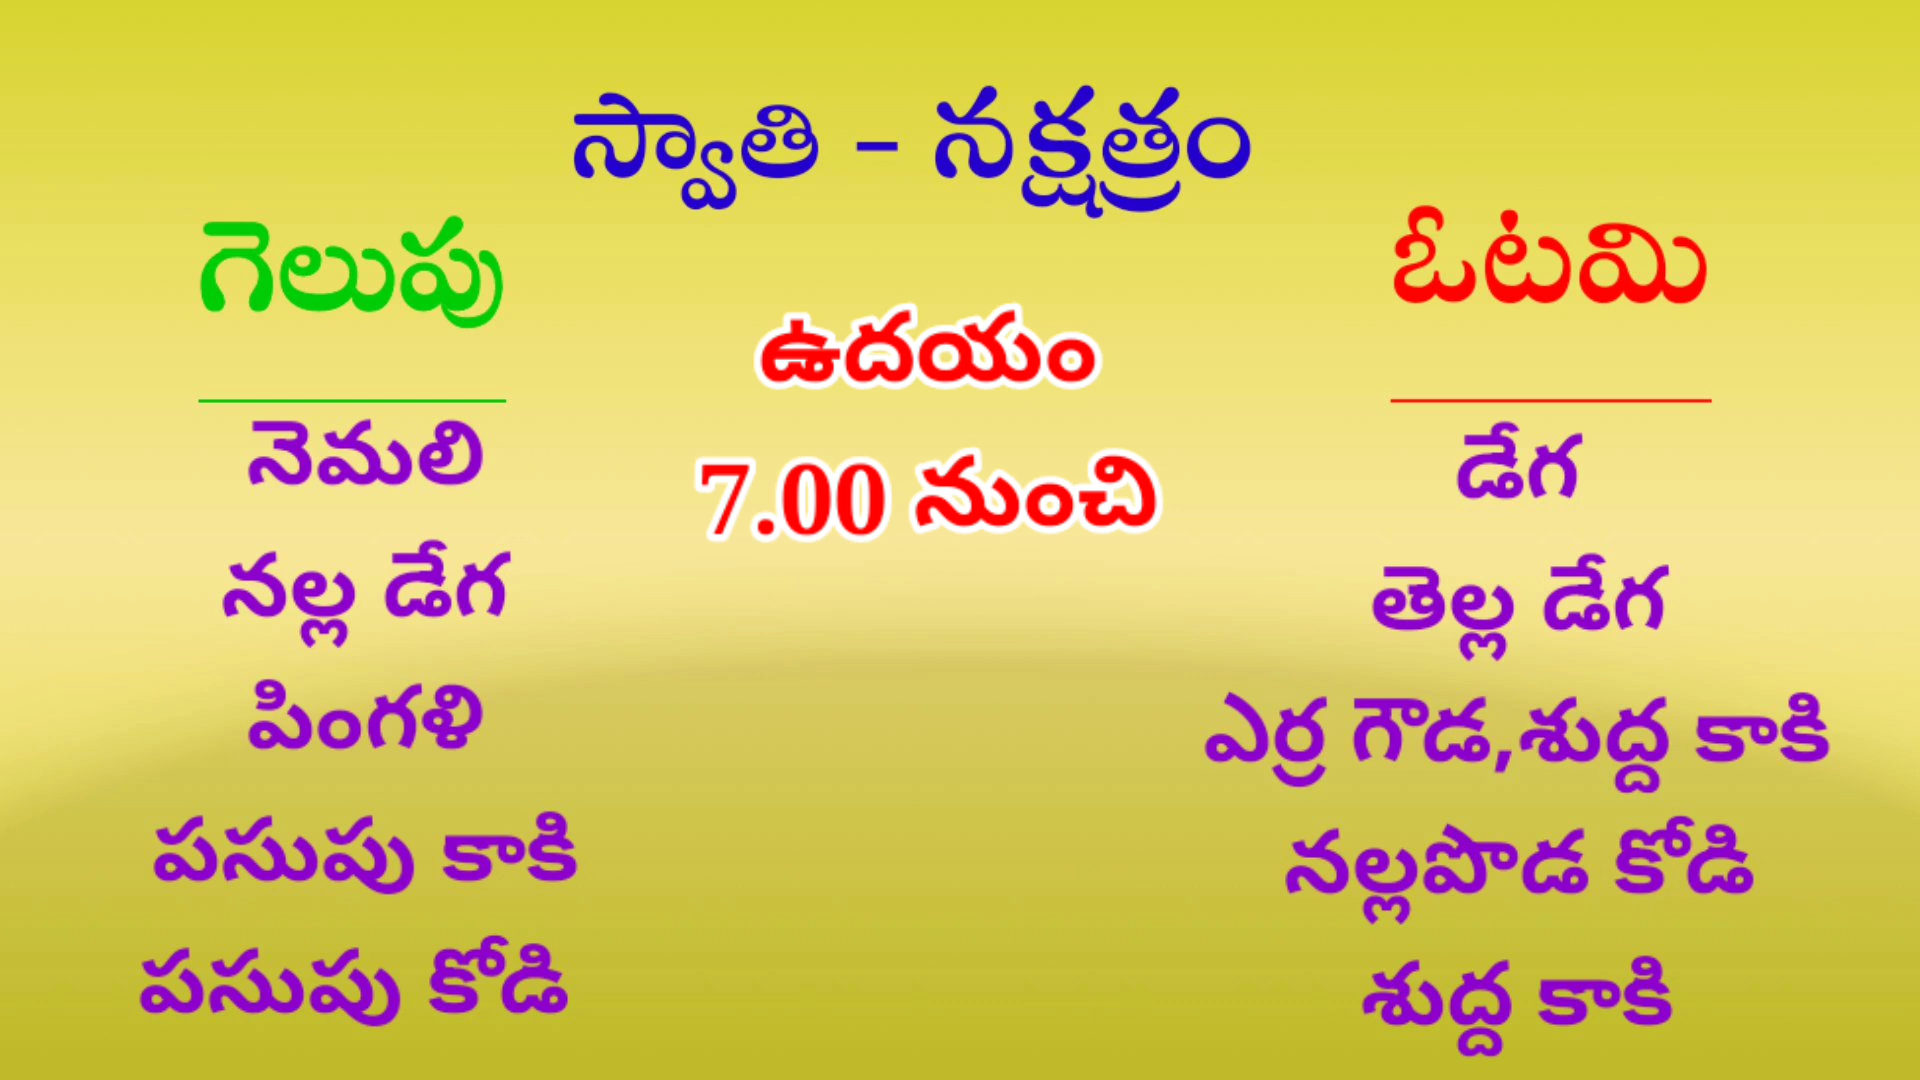 స్వాతి - నక్షత్రం
గెలుపు
ఓటమి
ఉదయం
7.00 నుంచి
నెమలి
నల్ల డేగ
పింగళి
పసుపు కాకి
పసుపు కోడి
డేగ
తెల్ల డేగ
ఎర్ర గౌడ,శుద్ద కాకి
నల్లపొడ కోడి
శుద్ద కాకి